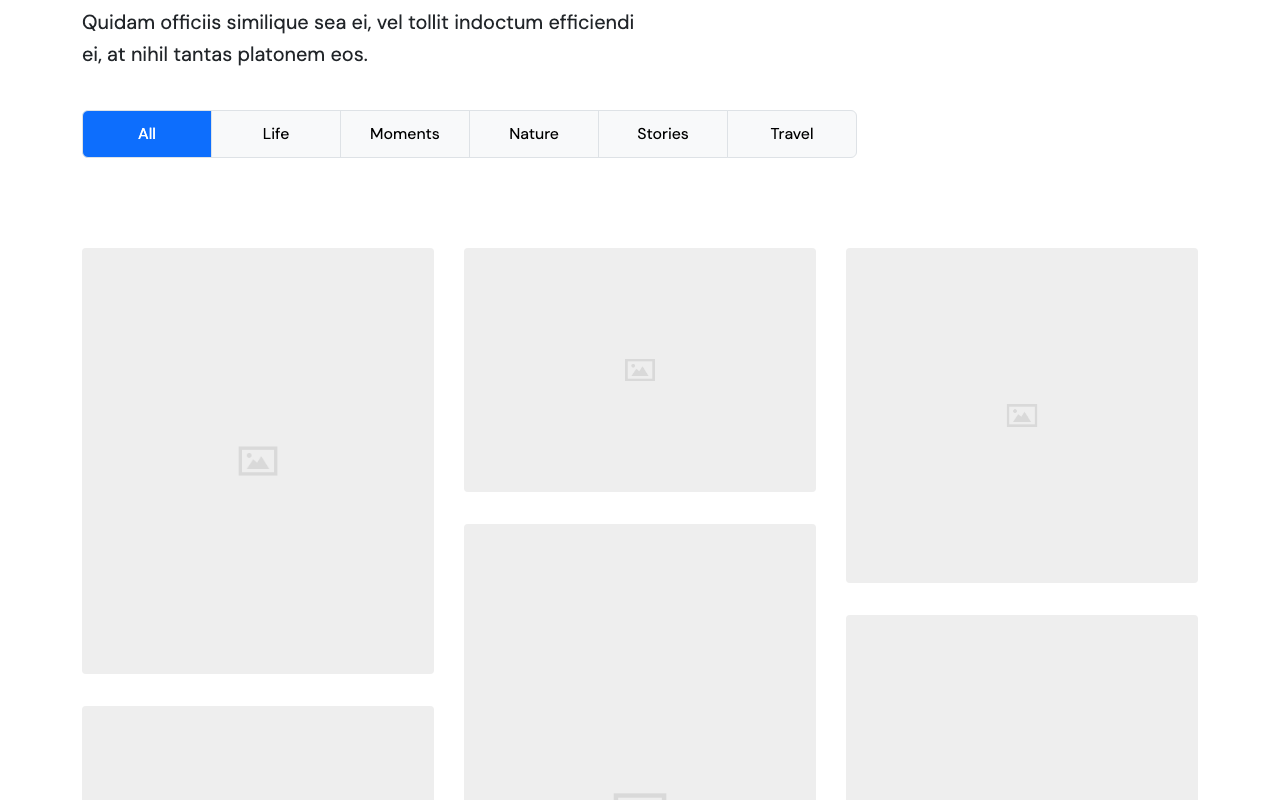 Quidam officiis similique sea ei, vel tollit indoctum efficiendi
ei, at nihil tantas platonem eos.
All
Life
Moments
Nature
Stories
Travel